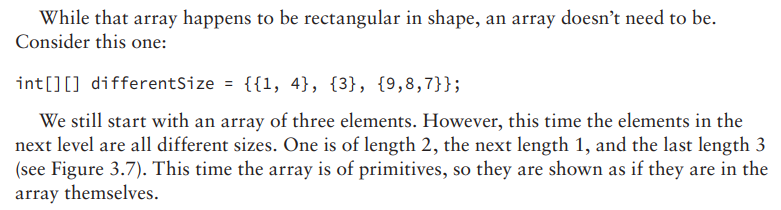 While that array happens to be rectangular in shape, an array doesn't need to be.
Consider this one:
int[][] differentSize = {{1, 4}, {3}, {9,8,7}};
We still start with an array of three elements. However, this time the elements in the
next level are all different sizes. One is of length 2, the next length 1, and the last length 3
(see Figure 3.7). This time the array is of primitives, so they are shown as if they are in the
array themselves.